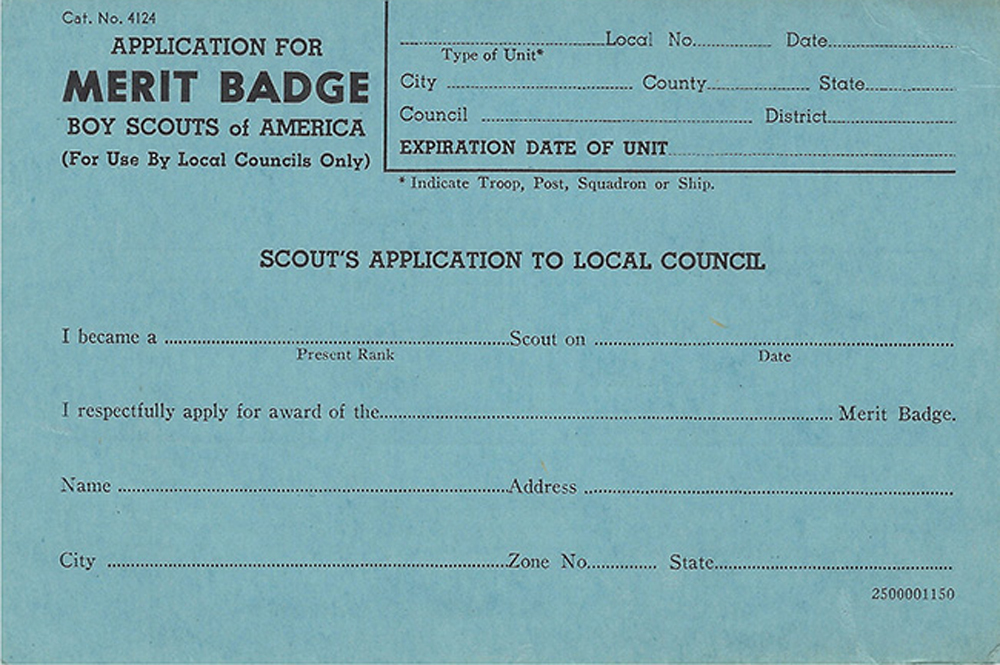 Cat. No. 4124
APPLICATION FOR
MERIT BADGE
BOY SCOUTS of AMERICA
(For Use By Local Councils Only)
Local No. Date
Type of Unit*
City County State
Council District
EXPIRATION DATE OF UNIT
* Indicate Troop, Post, Squadron or Ship.
SCOUT'S APPLICATION TO LOCAL COUNCIL
I became a Scout on
Present Rank Date
I respectfully apply for award of the Merit Badge.
Name Address
City Zone No. State
2500001150